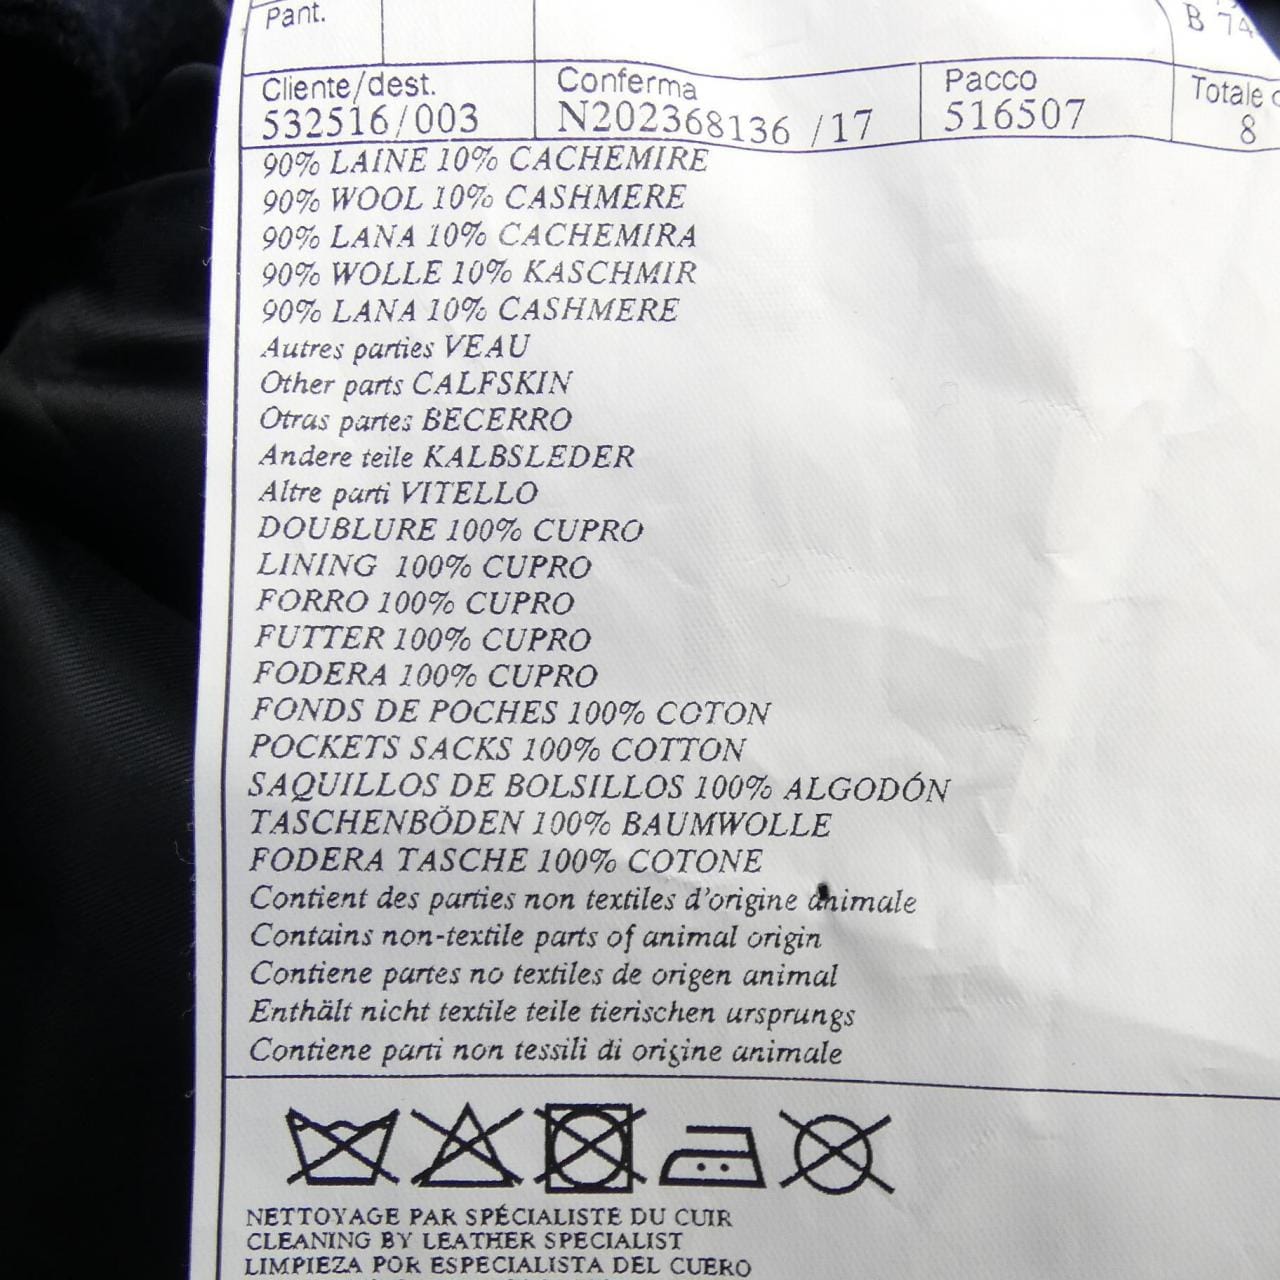 Pant.
B 74
Cliente/dest. Conferma Pacco Totale
532516/003 N202368136 /17 516507 8
90% LAINE 10% CACHEMIRE
90% WOOL 10% CASHMERE
90% LANA 10% CACHEMIRA
90% WOLLE 10% KASCHMIR
90% LANA 10% CASHMERE
Autres parties VEAU
Other parts CALFSKIN
Otras partes BECERRO
Andere teile KALBSLEDER
Altre parti VITELLO
DOUBLURE 100% CUPRO
LINING 100% CUPRO
FORRO 100% CUPRO
FUTTER 100% CUPRO
FODERA 100% CUPRO
FONDS DE POCHES 100% COTON
POCKETS SACKS 100% COTTON
SAQUILLOS DE BOLSILLOS 100% ALGODÓN
TASCHENBÖDEN 100% BAUMWOLLE
FODERA TASCHE 100% COTONE
Contient des parties non textiles d'origine animale
Contains non-textile parts of animal origin
Contiene partes no textiles de origen animal
Enthält nicht textile teile tierischen ursprungs
Contiene parti non tessili di origine animale
NETTOYAGE PAR SPÉCIALISTE DU CUIR
CLEANING BY LEATHER SPECIALIST
LIMPIEZA POR ESPECIALISTA DEL CUERO